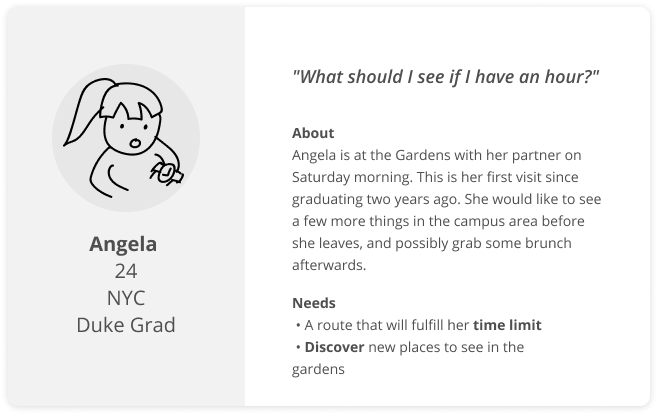 Angela
24
NYC
Duke Grad
"What should I see if I have an hour?"
About
Angela is at the Gardens with her partner on
Saturday morning. This is her first visit since
graduating two years ago. She would like to see
a few more things in the campus area before
she leaves, and possibly grab some brunch
afterwards.
Needs
• A route that will fulfill her time limit
• Discover new places to see in the
gardens